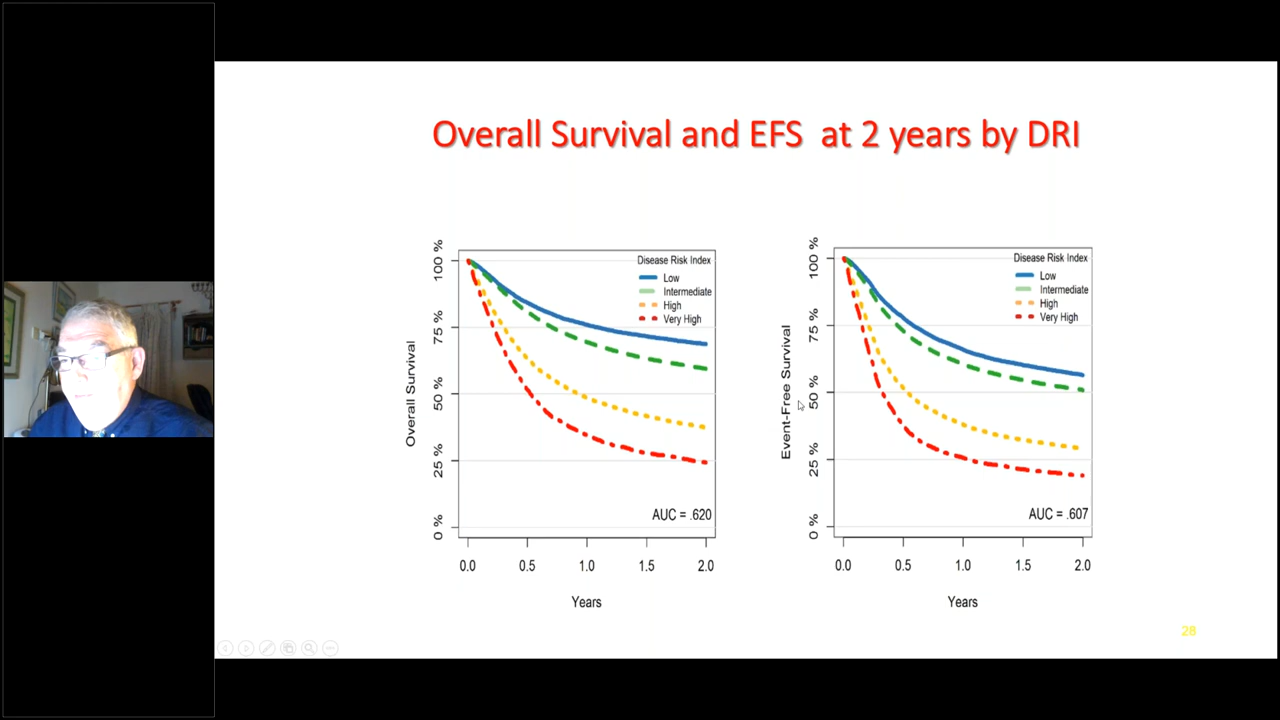 Overall Survival and EFS at 2 years by DRI
Overall Survival
100 %
75 %
50 %
25 %
0 %
Disease Risk Index
Low
Intermediate
High
Very High
AUC = .620
0.0 0.5 1.0 1.5 2.0
Years
Event-Free Survival
100 %
75 %
50 %
25 %
0 %
Disease Risk Index
Low
Intermediate
High
Very High
AUC = .607
0.0 0.5 1.0 1.5 2.0
Years
28